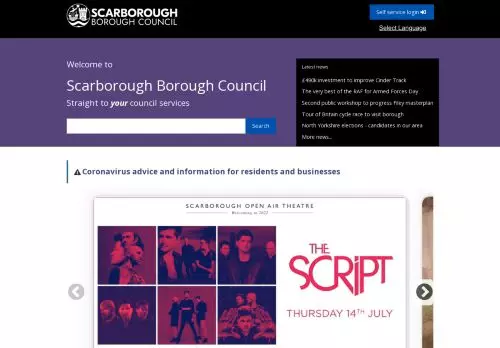 SCARBOROUGH
BOROUGH COUNCIL
Self service login
Select Language
Welcome to
Scarborough Borough Council
Straight to your council services
Search
Latest news
£490k investment to improve Cinder Track
The very best of the RAF for Armed Forces Day
Second public workshop to progress Filey masterplan
Tour of Britain cycle race to visit borough
North Yorkshire elections - candidates in our area
More news...
Coronavirus advice and information for residents and businesses
SCARBOROUGH OPEN AIR THEATRE
Returning in 2022
THE
SCRIPT
THURSDAY 14TH JULY